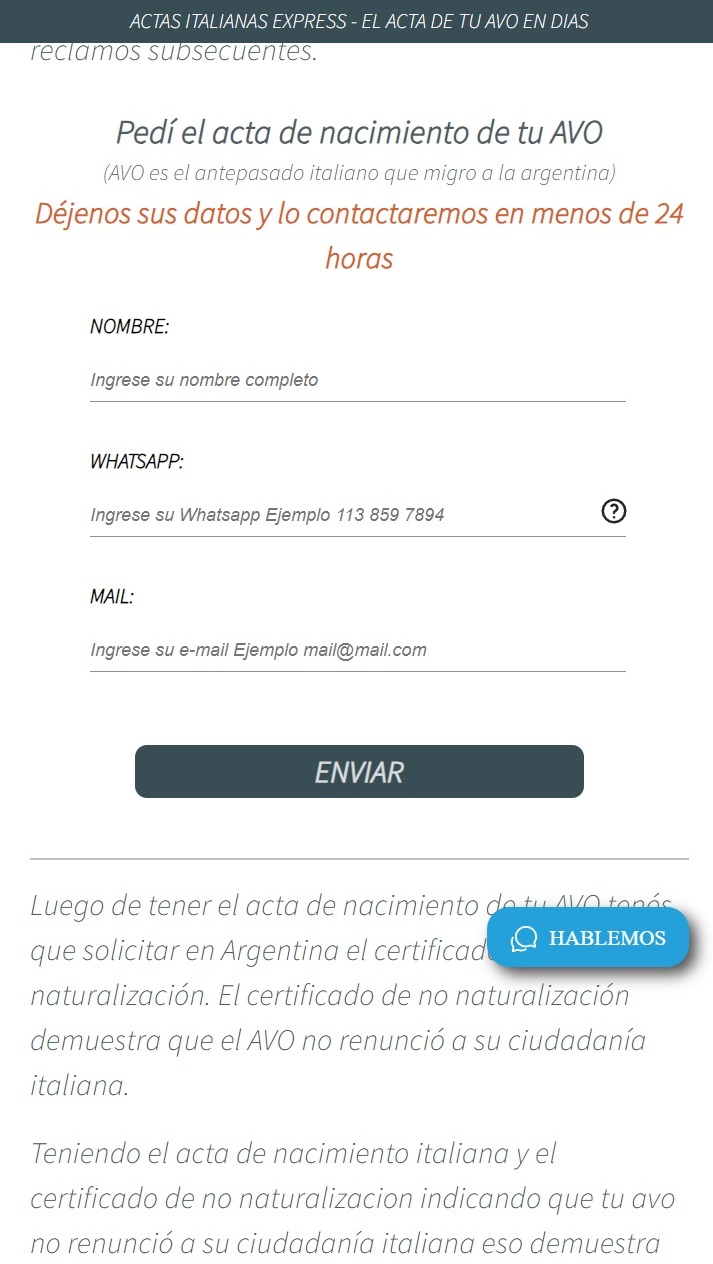 ACTAS ITALIANAS EXPRESS - EL ACTA DE TU AVO EN DIAS
reclamos subsecuentes.
Pedí el acta de nacimiento de tu AVO
(AVO es el antepasado italiano que migro a la argentina)
Déjenos sus datos y lo contactaremos en menos de 24
horas
NOMBRE:
Ingrese su nombre completo
WHATSAPP:
Ingrese su Whatsapp Ejemplo 113 859 7894
?
MAIL:
Ingrese su e-mail Ejemplo mail@mail.com
ENVIAR
Luego de tener el acta de nacimiento de tu AVO tenés
que solicitar en Argentina el certificado
HABLEMOS
naturalización. El certificado de no naturalización
demuestra que el AVO no renunció a su ciudadanía
italiana.
Teniendo el acta de nacimiento italiana y el
certificado de no naturalizacion indicando que tu avo
no renunció a su ciudadanía italiana eso demuestra